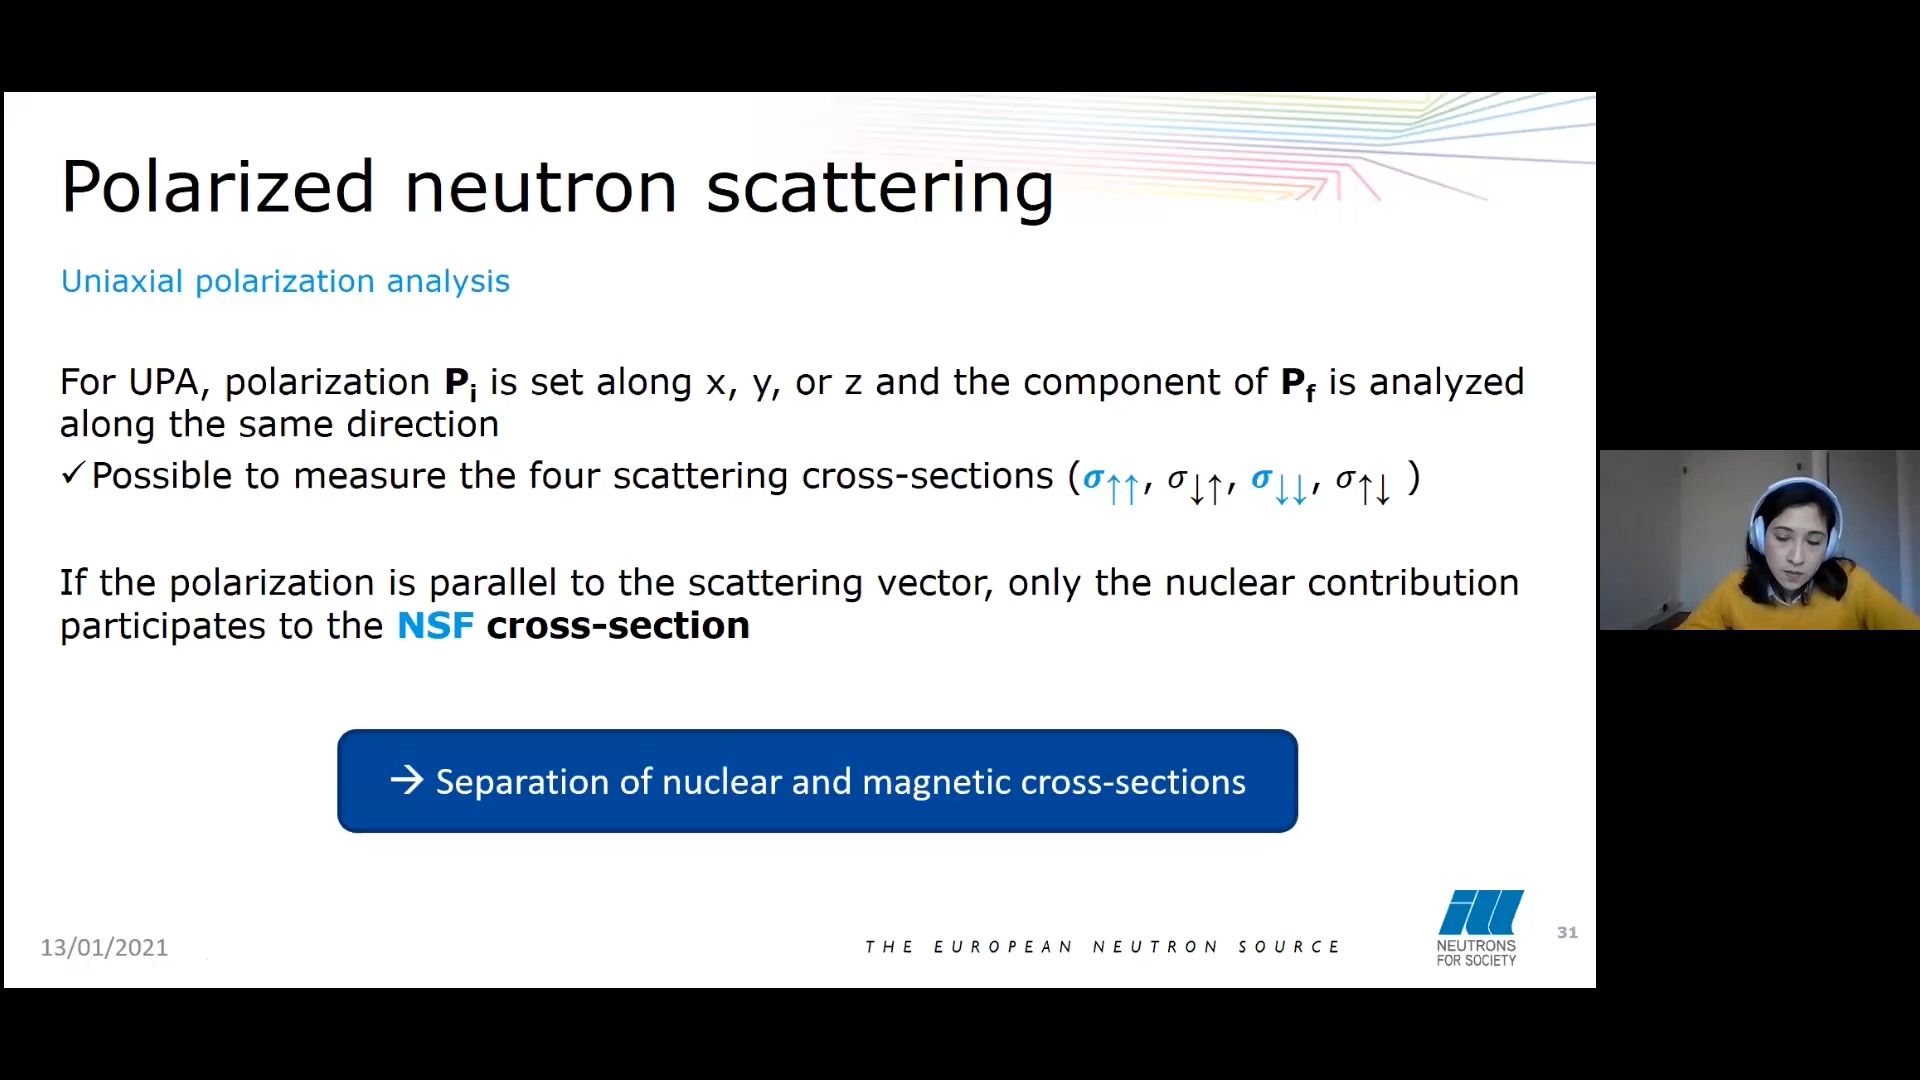 Polarized neutron scattering
Uniaxial polarization analysis
For UPA, polarization Pi is set along x, y, or z and the component of Pf is analyzed
along the same direction
✓Possible to measure the four scattering cross-sections (σ↑↑, σ↓↑, σ↓↓, σ↑↓ )
If the polarization is parallel to the scattering vector, only the nuclear contribution
participates to the NSF cross-section
→ Separation of nuclear and magnetic cross-sections
13/01/2021
THE EUROPEAN NEUTRON SOURCE
ill
NEUTRONS
FOR SOCIETY
31